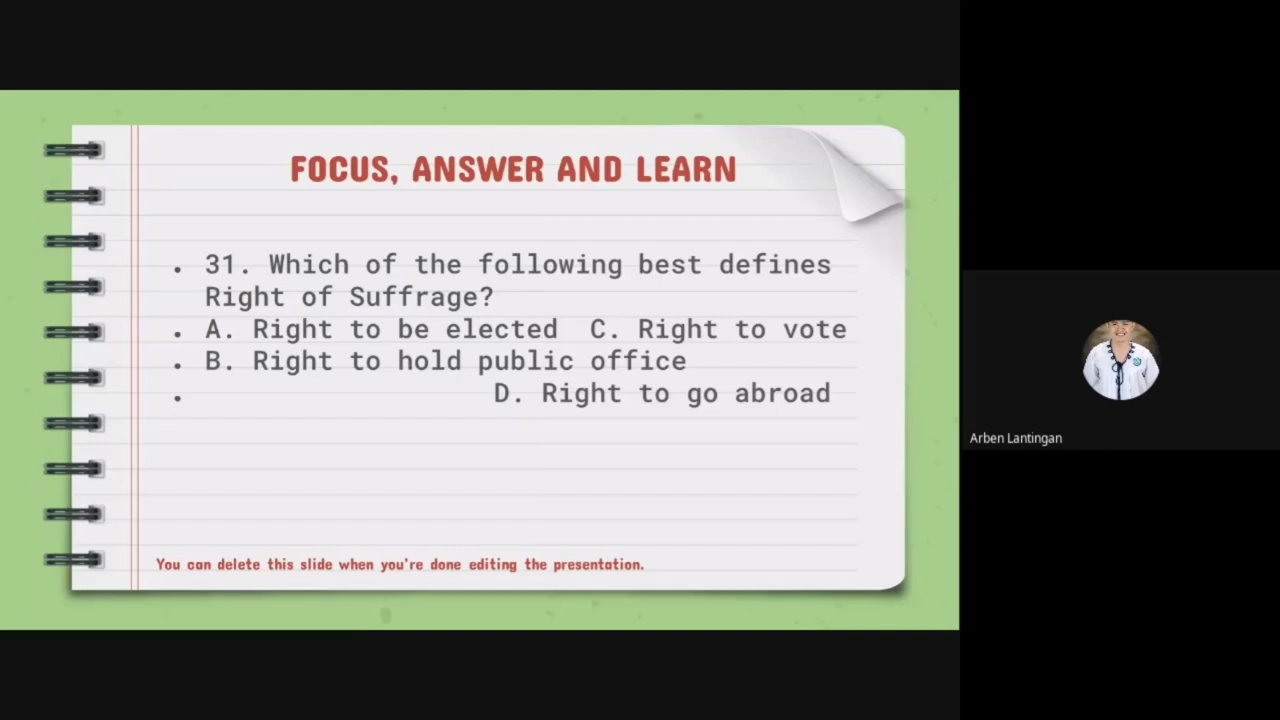 FOCUS, ANSWER AND LEARN
. 31. Which of the following best defines
Right of Suffrage?
. A. Right to be elected C. Right to vote
. B. Right to hold public office
. D. Right to go abroad
You can delete this slide when you're done editing the presentation.
Arben Lantingan